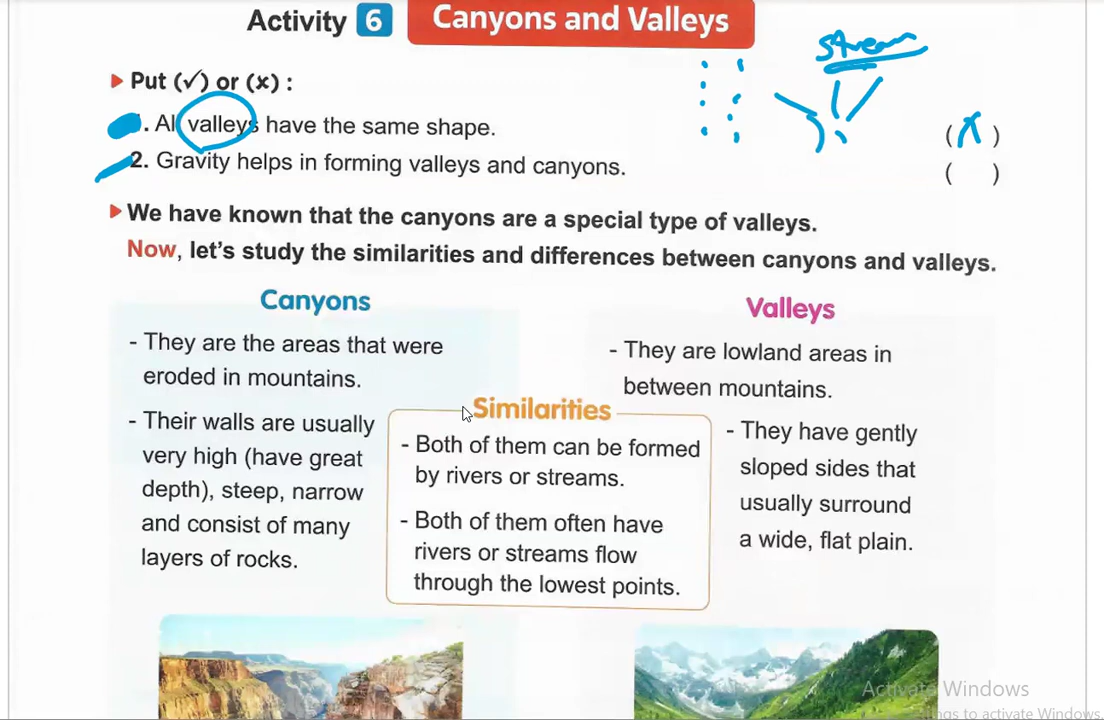 Activity 6 Canyons and Valleys
stream
Put (✓) or (x) :
1. All valleys have the same shape. (X)
2. Gravity helps in forming valleys and canyons. ( )
We have known that the canyons are a special type of valleys.
Now, let's study the similarities and differences between canyons and valleys.
Canyons
- They are the areas that were
eroded in mountains.
- Their walls are usually
very high (have great
depth), steep, narrow
and consist of many
layers of rocks.
Similarities
- Both of them can be formed
by rivers or streams.
- Both of them often have
rivers or streams flow
through the lowest points.
Valleys
- They are lowland areas in
between mountains.
- They have gently
sloped sides that
usually surround
a wide, flat plain.
Activate Windows
ngs to activate Windows.